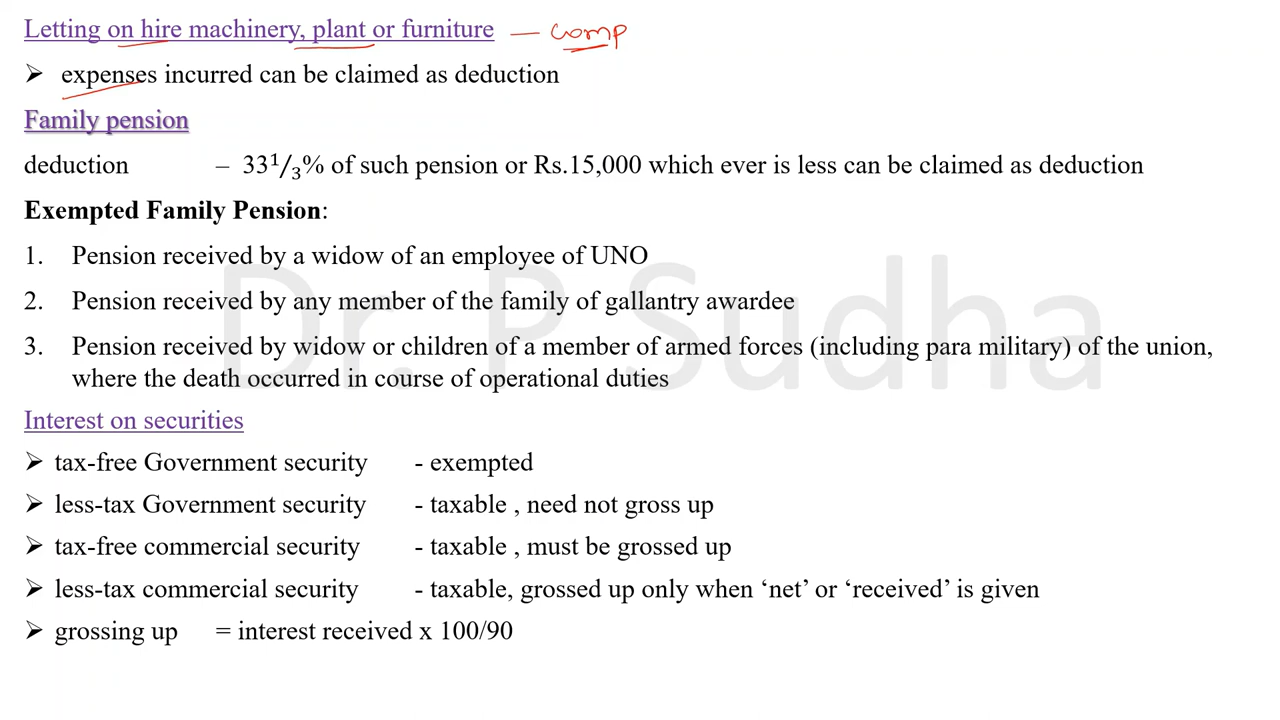 Letting on hire machinery, plant or furniture — comp
➤ expenses incurred can be claimed as deduction
Family pension
deduction – 33 1/3% of such pension or Rs.15,000 which ever is less can be claimed as deduction
Exempted Family Pension:
1. Pension received by a widow of an employee of UNO
2. Pension received by any member of the family of gallantry awardee
3. Pension received by widow or children of a member of armed forces (including para military) of the union,
where the death occurred in course of operational duties
Interest on securities
➤ tax-free Government security - exempted
➤ less-tax Government security - taxable , need not gross up
➤ tax-free commercial security - taxable , must be grossed up
➤ less-tax commercial security - taxable, grossed up only when ‘net’ or ‘received’ is given
➤ grossing up = interest received x 100/90
Dr. P Sudha